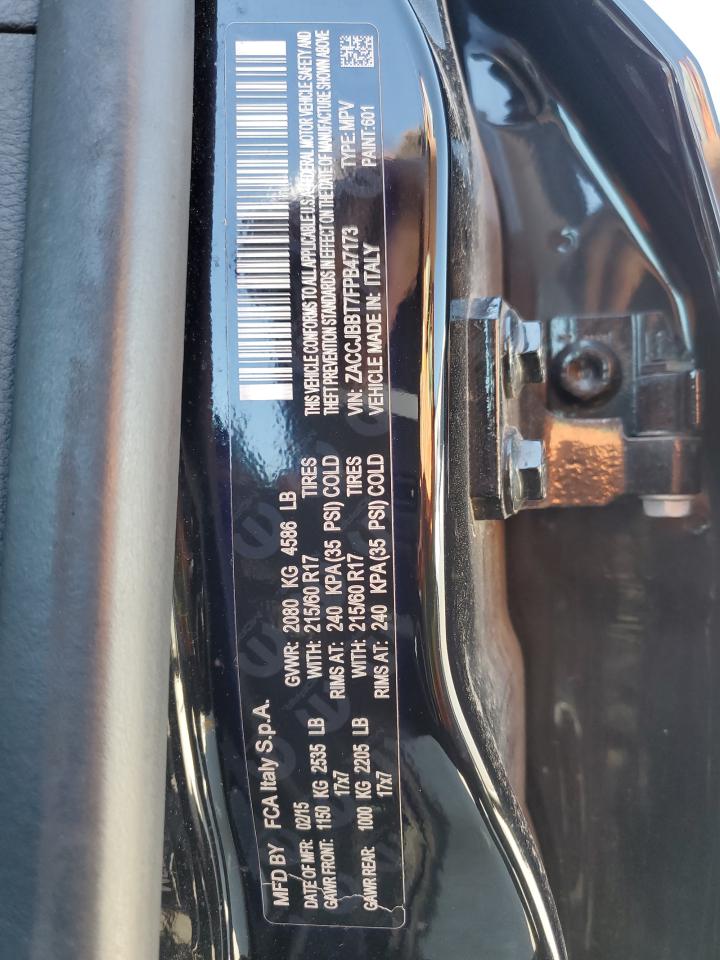 MFD BY FCA Italy S.p.A.
DATE OF MFR: 02/15 GVWR: 2080 KG 4586 LB
GAWR FRONT: 1150 KG 2535 LB WITH: 215/60 R17 TIRES
17x7 RIMS AT: 240 KPA(35 PSI) COLD
GAWR REAR: 1000 KG 2205 LB WITH: 215/60 R17 TIRES
17x7 RIMS AT: 240 KPA(35 PSI) COLD
THIS VEHICLE CONFORMS TO ALL APPLICABLE U.S.A. FEDERAL MOTOR VEHICLE SAFETY AND
THEFT PREVENTION STANDARDS IN EFFECT ON THE DATE OF MANUFACTURE SHOWN ABOVE
VIN: ZACCJBBT7FPB47173 TYPE: MPV
VEHICLE MADE IN: ITALY PAINT:601